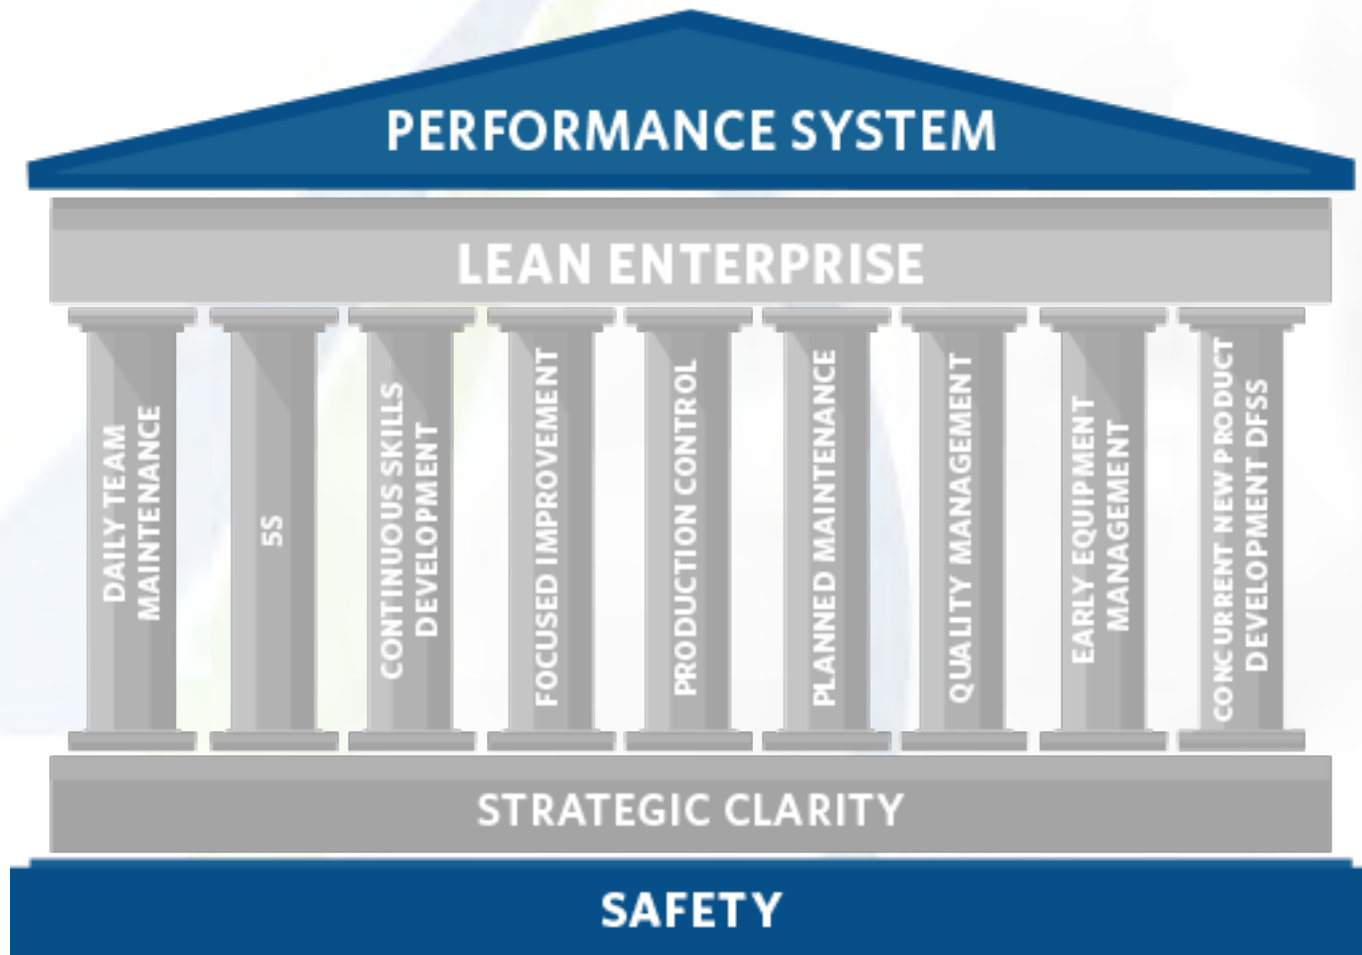 PERFORMANCE SYSTEM
LEAN ENTERPRISE
DAILY TEAM
MAINTENANCE
5S
CONTINUOUS SKILLS
DEVELOPMENT
FOCUSED IMPROVEMENT
PRODUCTION CONTROL
PLANNED MAINTENANCE
QUALITY MANAGEMENT
EARLY EQUIPMENT
MANAGEMENT
CONCURRENT NEW PRODUCT
DEVELOPMENT DFSS
STRATEGIC CLARITY
SAFETY